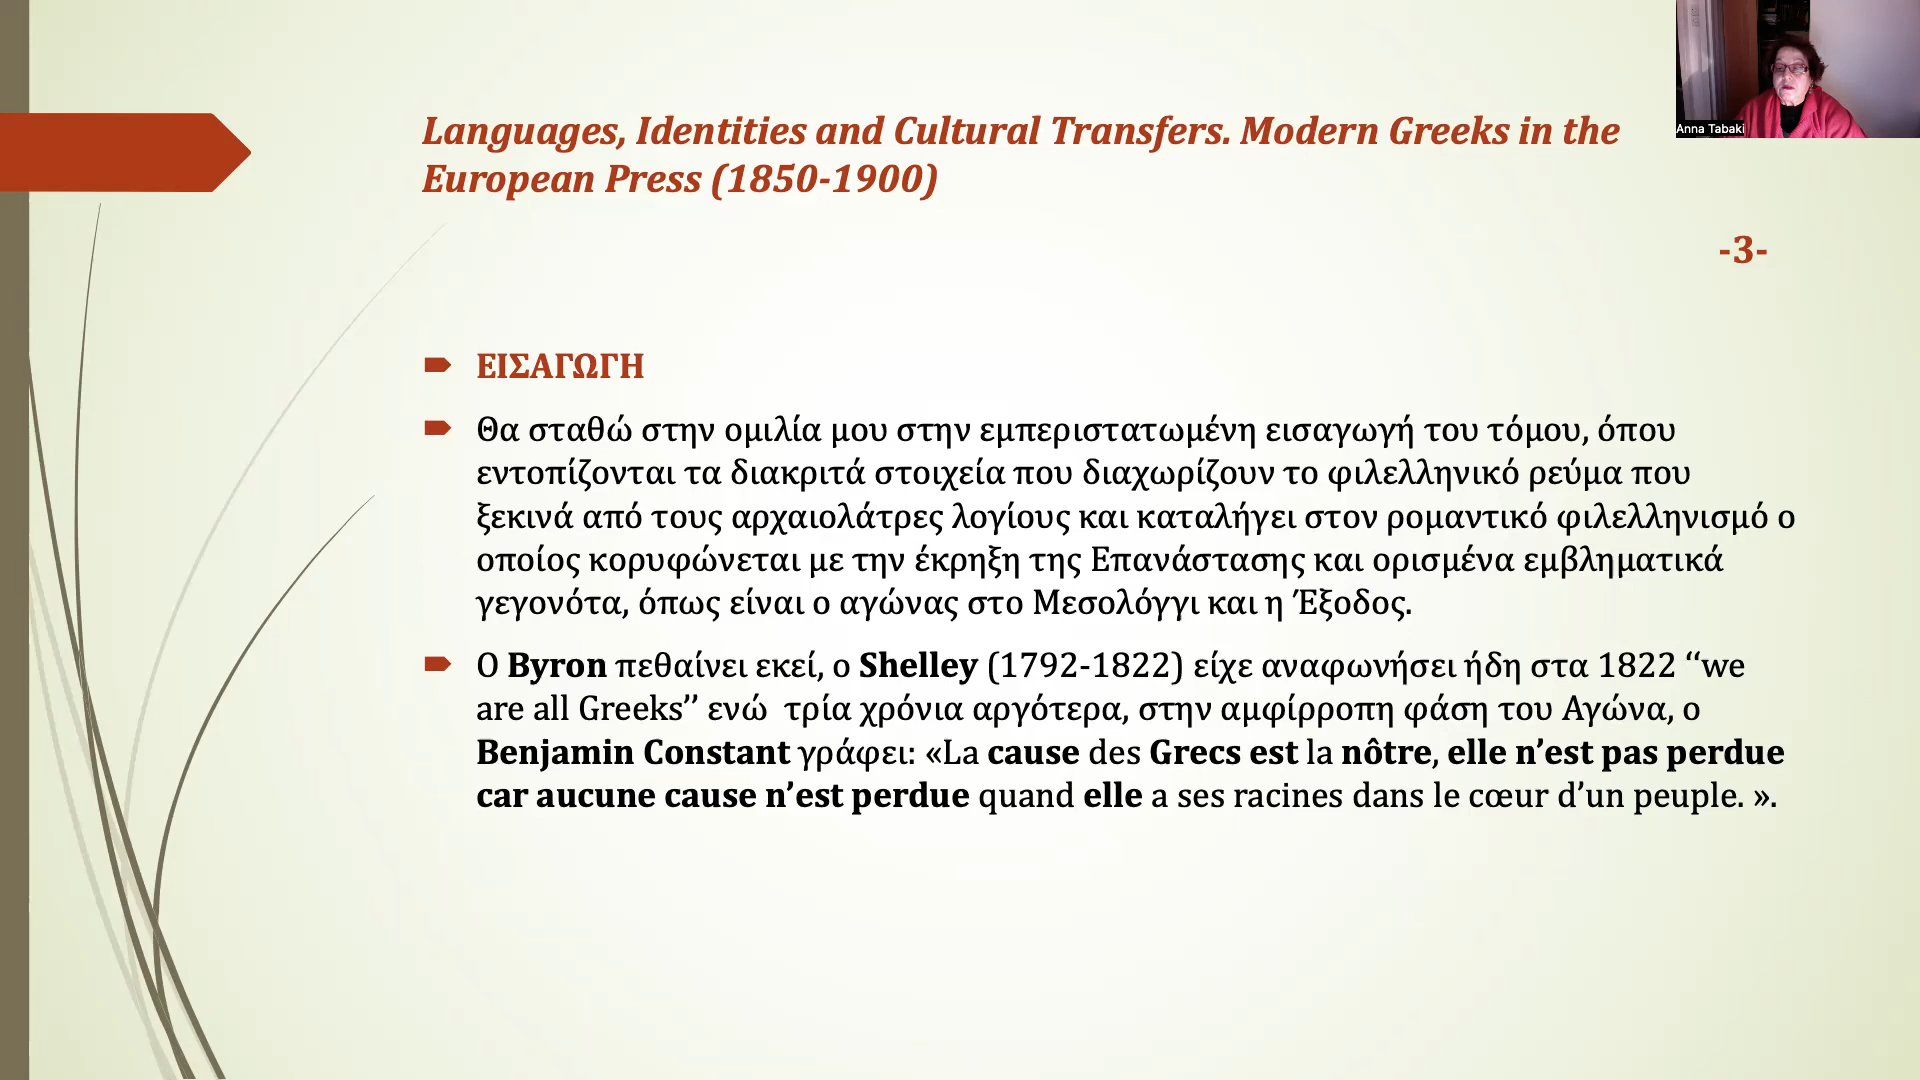 Anna Tabaki
Languages, Identities and Cultural Transfers. Modern Greeks in the
European Press (1850-1900)
-3-
ΕΙΣΑΓΩΓΗ
Θα σταθώ στην ομιλία μου στην εμπεριστατωμένη εισαγωγή του τόμου, όπου
εντοπίζονται τα διακριτά στοιχεία που διαχωρίζουν το φιλελληνικό ρεύμα που
ξεκινά από τους αρχαιολάτρες λογίους και καταλήγει στον ρομαντικό φιλελληνισμό ο
οποίος κορυφώνεται με την έκρηξη της Επανάστασης και ορισμένα εμβληματικά
γεγονότα, όπως είναι ο αγώνας στο Μεσολόγγι και η Έξοδος.
Ο Byron πεθαίνει εκεί, ο Shelley (1792-1822) είχε αναφωνήσει ήδη στα 1822 ‘‘we
are all Greeks’’ ενώ τρία χρόνια αργότερα, στην αμφίρροπη φάση του Αγώνα, ο
Benjamin Constant γράφει: «La cause des Grecs est la nôtre, elle n’est pas perdue
car aucune cause n’est perdue quand elle a ses racines dans le cœur d’un peuple. ».